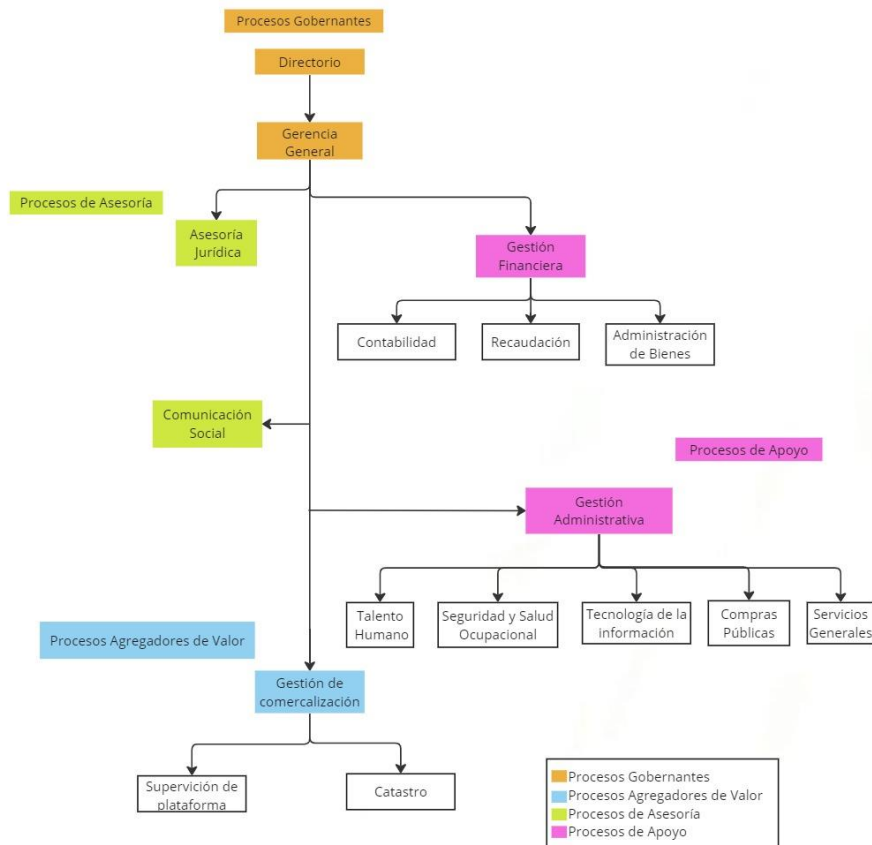 Procesos Gobernantes
Directorio
Gerencia
General
Procesos de Asesoría
Asesoría
Jurídica
Gestión
Financiera
Contabilidad
Recaudación
Administración
de Bienes
Comunicación
Social
Procesos de Apoyo
Gestión
Administrativa
Talento
Humano
Seguridad y Salud
Ocupacional
Tecnología de la
información
Compras
Públicas
Servicios
Generales
Procesos Agregadores de Valor
Gestión de
comercalización
Supervición de
plataforma
Catastro
Procesos Gobernantes
Procesos Agregadores de Valor
Procesos de Asesoría
Procesos de Apoyo